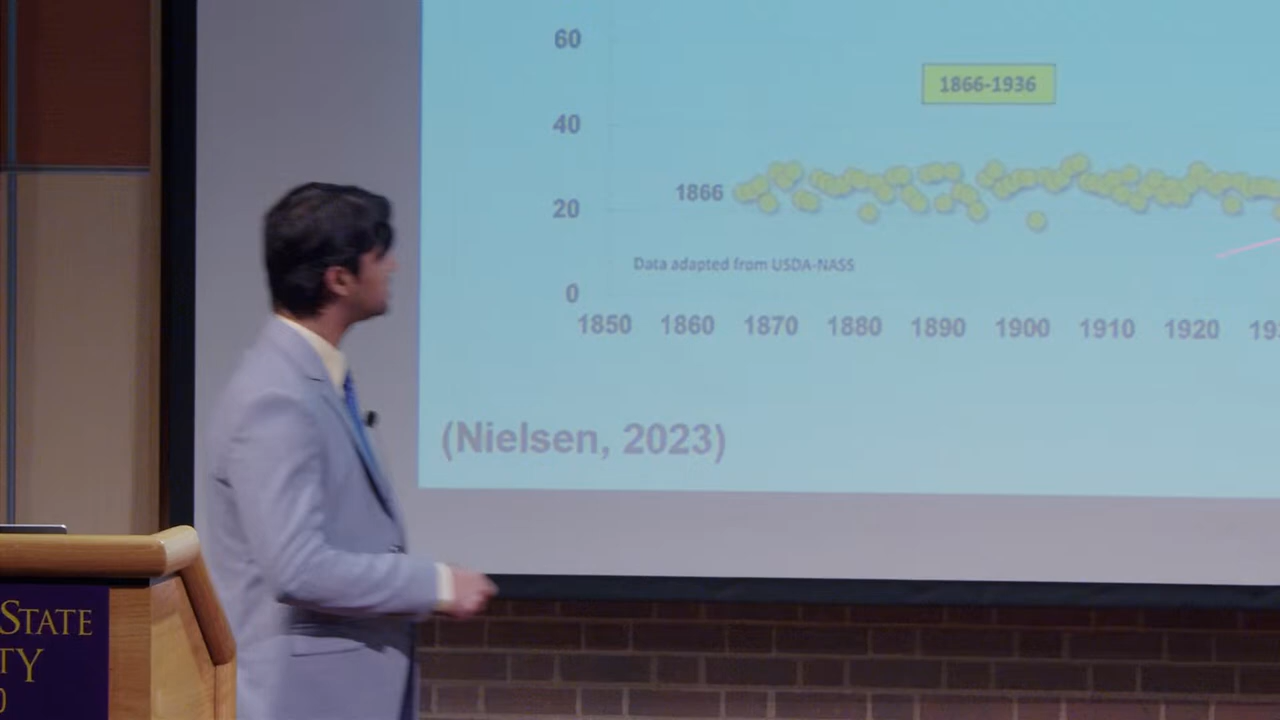 60
1866-1936
40
1866
20
Data adapted from USDA-NASS
0
1850 1860 1870 1880 1890 1900 1910 1920
(Nielsen, 2023)
STATE
TY
0